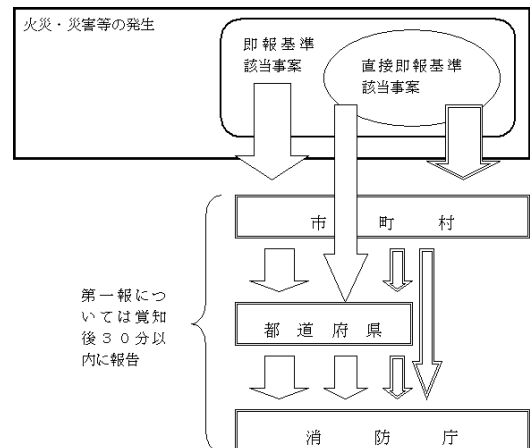 火災・災害等の発生
即報基準
該当事案
直接即報基準
該当事案
市町村
第一報につ
いては覚知
後３０分以
内に報告
都道府県
消防庁